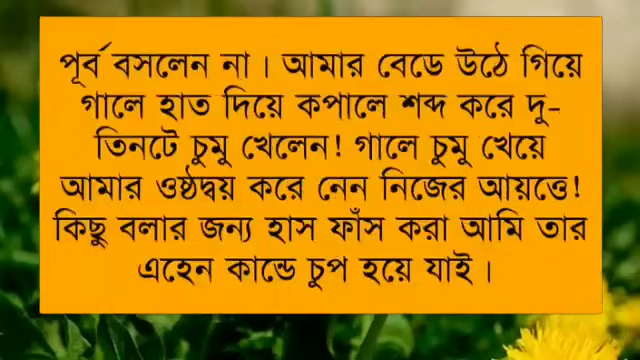 পূর্ব বসলেন না। আমার বেডে উঠে গিয়ে
গালে হাত দিয়ে কপালে শব্দ করে দু-
তিনটে চুমু খেলেন! গালে চুমু খেয়ে
আমার ওষ্ঠদ্বয় করে নেন নিজের আয়ত্তে!
কিছু বলার জন্য হাস ফাঁস করা আমি তার
এহেন কান্ডে চুপ হয়ে যাই।